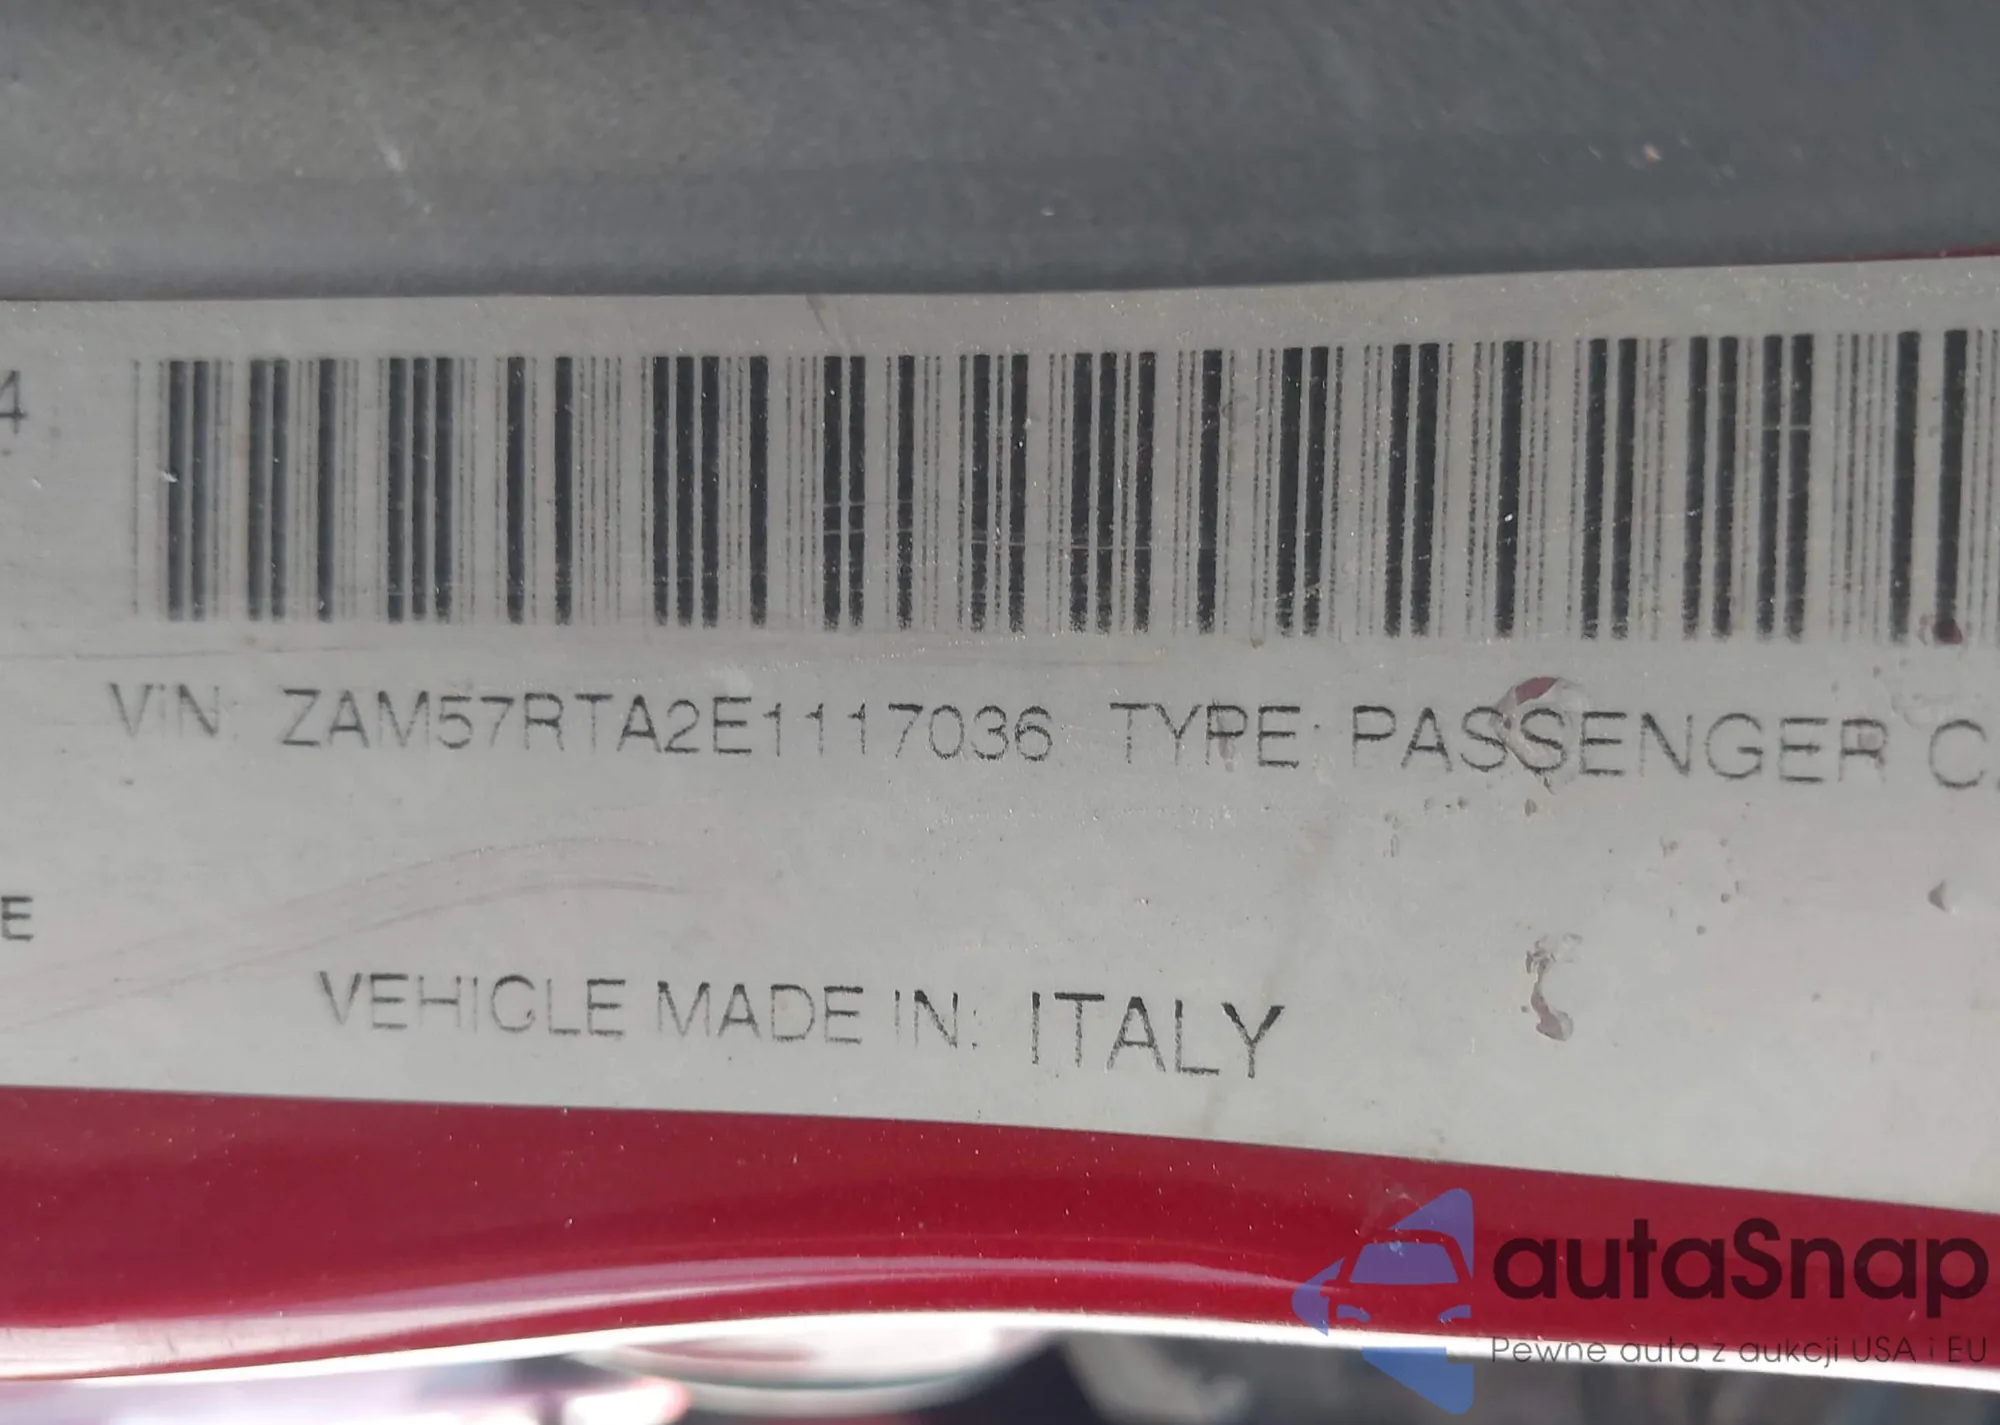 4
VIN: ZAM57RTA2E1117036 TYPE: PASSENGER C
E
VEHICLE MADE IN: ITALY
autaSnap
Pewne auta z aukcji USA i EU